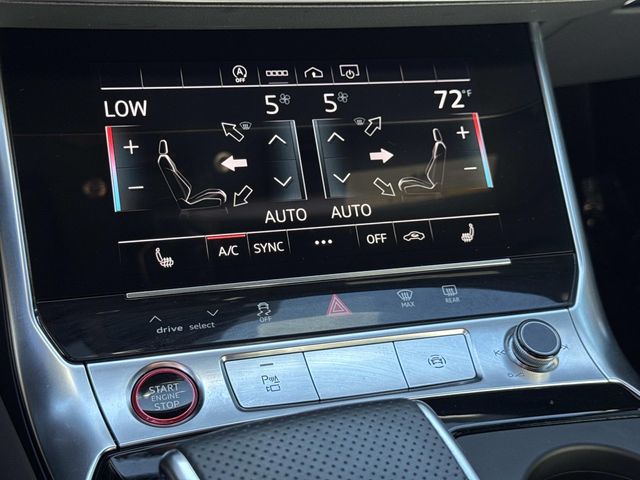 A
OFF
LOW 5 5 72°F
+ +
− −
AUTO AUTO
A/C SYNC ... OFF
drive select OFF MAX REAR
START
ENGINE
STOP
P